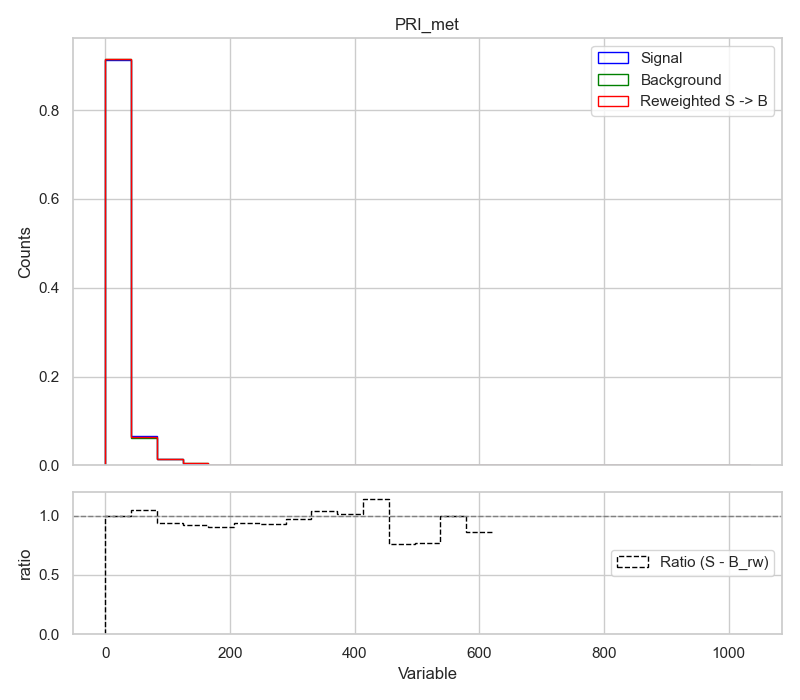 PRI_met
Signal
Background
Reweighted S -> B
0.8
0.6
0.4
0.2
0.0
Counts
1.0
0.5
0.0
ratio
Ratio (S - B_rw)
0 200 400 600 800 1000
Variable